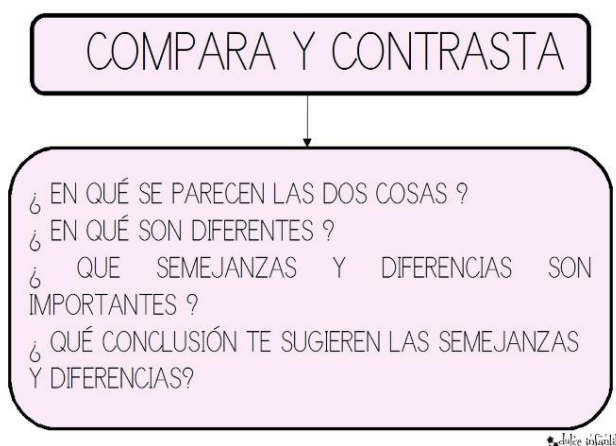 COMPARA Y CONTRASTA
¿ EN QUÉ SE PARECEN LAS DOS COSAS ?
¿ EN QUÉ SON DIFERENTES ?
¿ QUE SEMEJANZAS Y DIFERENCIAS SON
IMPORTANTES ?
¿ QUÉ CONCLUSIÓN TE SUGIEREN LAS SEMEJANZAS
Y DIFERENCIAS?
dulce infantil